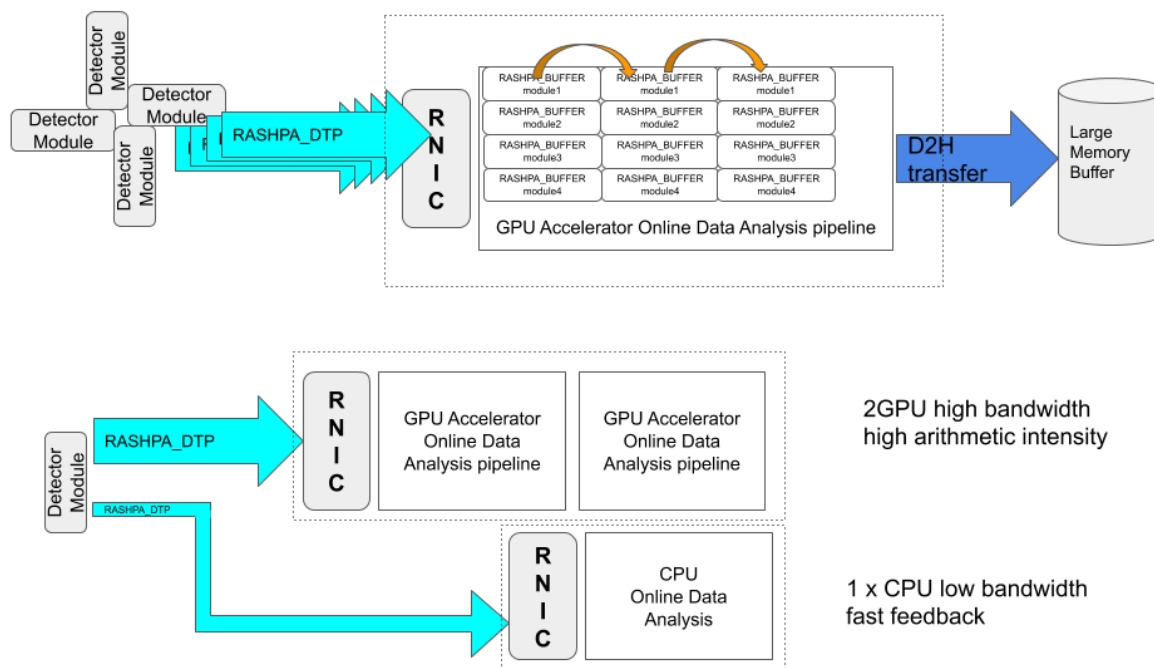 Detector
Module
Detector
Module
Detector
Module
Detector
Module
RASHPA_DTP
R
N
I
C
RASHPA_BUFFER
module1
RASHPA_BUFFER
module1
RASHPA_BUFFER
module1
RASHPA_BUFFER
module2
RASHPA_BUFFER
module2
RASHPA_BUFFER
module2
RASHPA_BUFFER
module3
RASHPA_BUFFER
module3
RASHPA_BUFFER
module3
RASHPA_BUFFER
module4
RASHPA_BUFFER
module4
RASHPA_BUFFER
module4
GPU Accelerator Online Data Analysis pipeline
D2H
transfer
Large
Memory
Buffer
Detector
Module
RASHPA_DTP
R
N
I
C
GPU Accelerator
Online Data
Analysis pipeline
GPU Accelerator
Online Data
Analysis pipeline
2GPU high bandwidth
high arithmetic intensity
RASHPA_DTP
R
N
I
C
CPU
Online Data
Analysis
1 x CPU low bandwidth
fast feedback